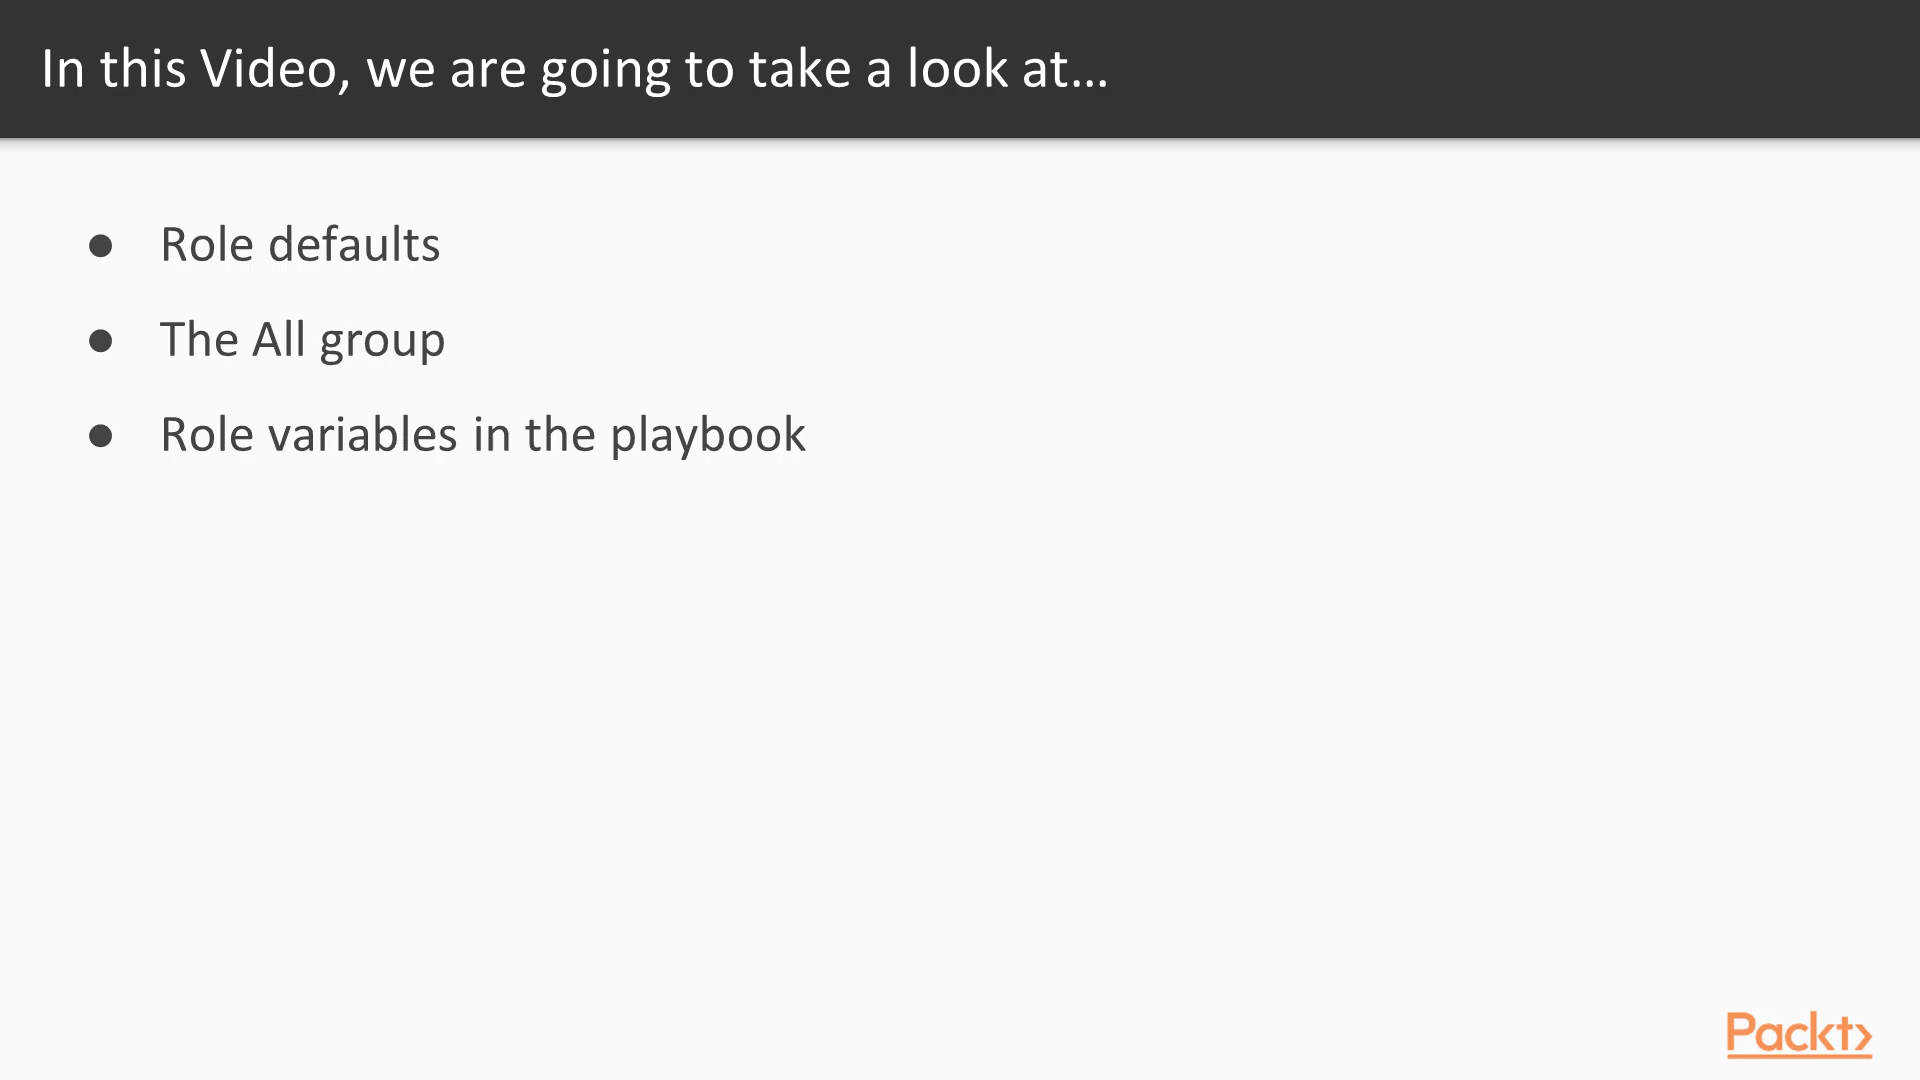 In this Video, we are going to take a look at...
● Role defaults
● The All group
● Role variables in the playbook
Packt>